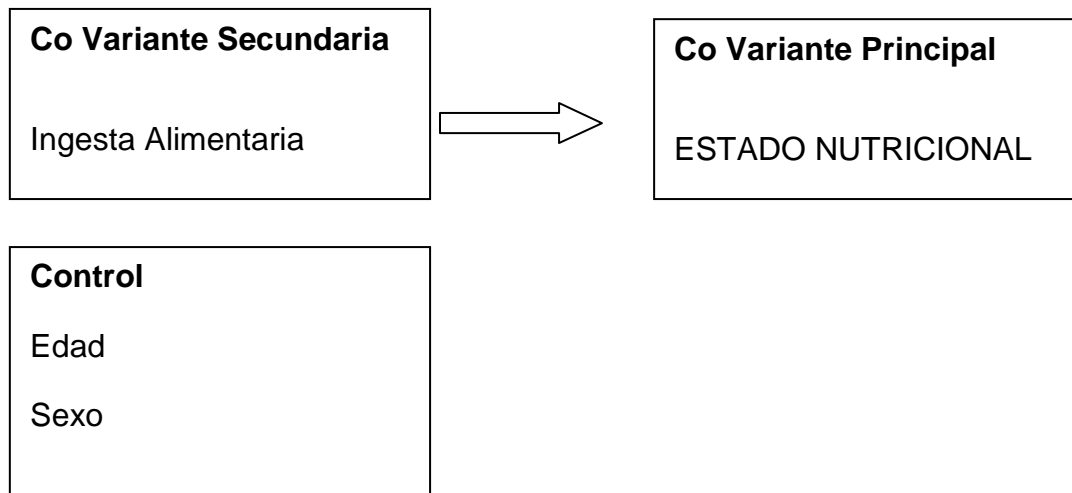 Co Variante Secundaria
Ingesta Alimentaria
Co Variante Principal
ESTADO NUTRICIONAL
Control
Edad
Sexo